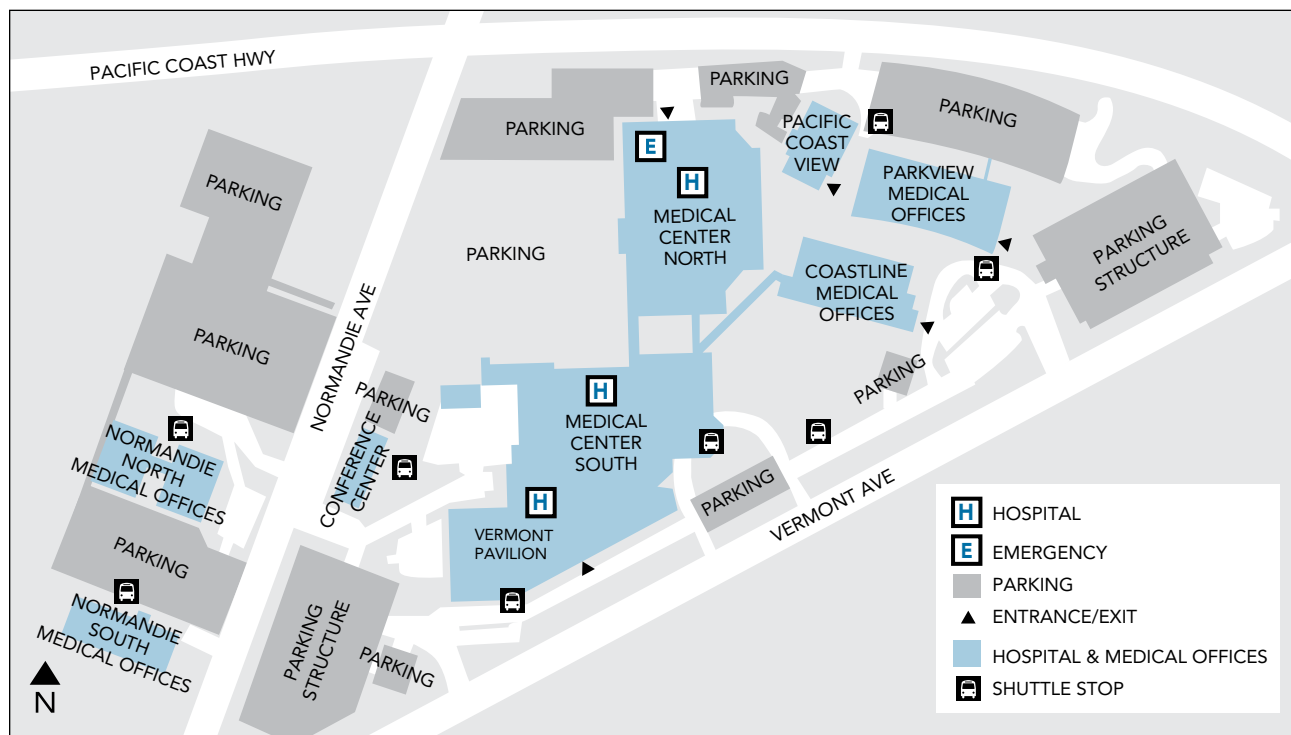 PACIFIC COAST HWY
PARKING
PARKING
PARKING
E
H
PACIFIC
COAST
VIEW
PARKVIEW
MEDICAL
OFFICES
PARKING
MEDICAL
CENTER
NORTH
PARKING
COASTLINE
MEDICAL
OFFICES
PARKING
STRUCTURE
PARKING
NORMANDIE AVE
PARKING
PARKING
H
MEDICAL
CENTER
SOUTH
CONFERENCE
CENTER
NORMANDIE
NORTH
MEDICAL OFFICES
PARKING
H
VERMONT
PAVILION
VERMONT AVE
PARKING
NORMANDIE
SOUTH
MEDICAL OFFICES
PARKING
STRUCTURE
PARKING
N
H HOSPITAL
E EMERGENCY
PARKING
ENTRANCE/EXIT
HOSPITAL & MEDICAL OFFICES
SHUTTLE STOP